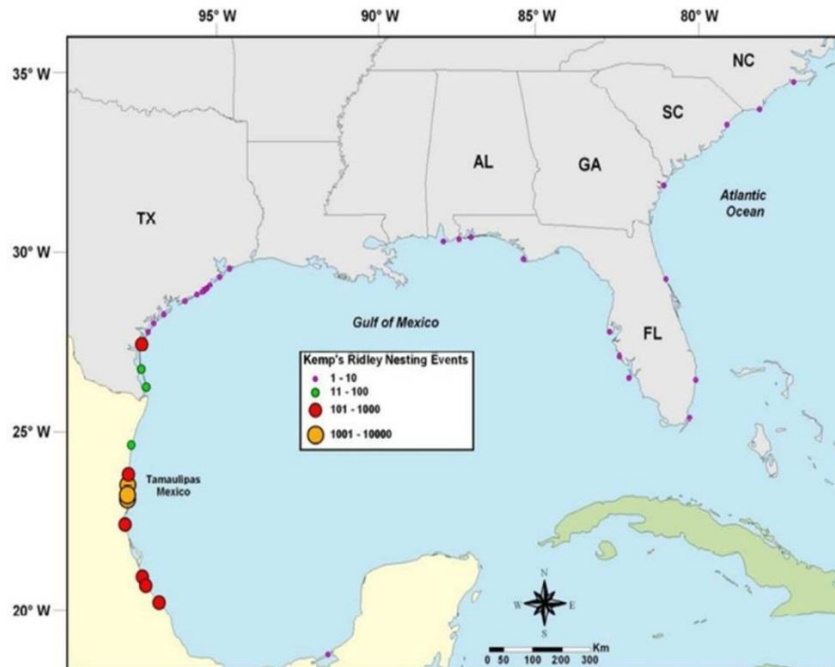 95° W 90° W 85° W 80° W
35° W
NC
SC
AL
GA
TX
Atlantic
Ocean
30° W
Gulf of Mexico
FL
Kemp's Ridley Nesting Events
1 - 10
11 - 100
101 - 1000
1001 - 10000
25° W
Tamaulipas
Mexico
20° W
N
W E
S
Km
0 50 100 200 300